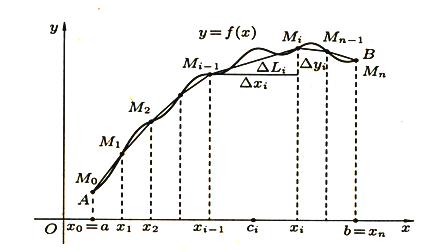 y
y = f(x)
M_i
M_{n-1}
B
M_n
M_{i-1}
ΔL_i
Δy_i
Δx_i
M_2
M_1
M_0
A
O
x_0 = a
x_1
x_2
x_{i-1}
c_i
x_i
b = x_n
x